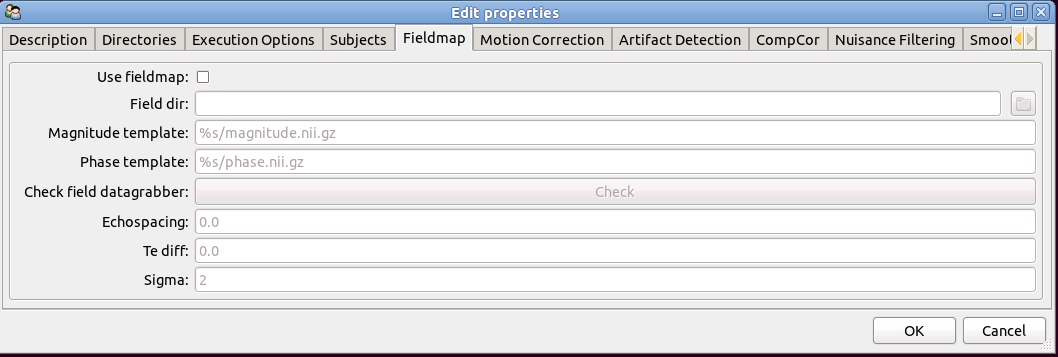 Edit properties
Description Directories Execution Options Subjects Fieldmap Motion Correction Artifact Detection CompCor Nuisance Filtering Smoo
Use fieldmap:
Field dir:
Magnitude template: %s/magnitude.nii.gz
Phase template: %s/phase.nii.gz
Check field datagrabber: Check
Echospacing: 0.0
Te diff: 0.0
Sigma: 2
OK Cancel